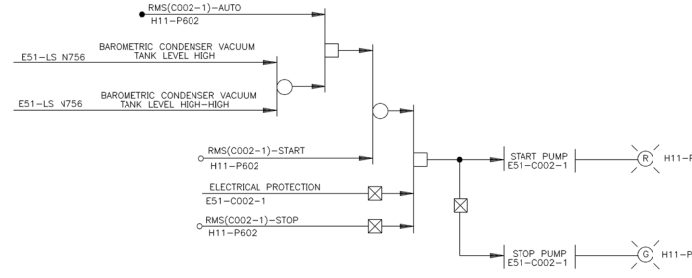 RMS(C002-1)-AUTO
H11-P602
BAROMETRIC CONDENSER VACUUM
E51-LS N756 TANK LEVEL HIGH
BAROMETRIC CONDENSER VACUUM
E51-LS N756 TANK LEVEL HIGH-HIGH
RMS(C002-1)-START
H11-P602
START PUMP
E51-C002-1
R
H11-P
ELECTRICAL PROTECTION
E51-C002-1
RMS(C002-1)-STOP
H11-P602
STOP PUMP
E51-C002-1
G
H11-P